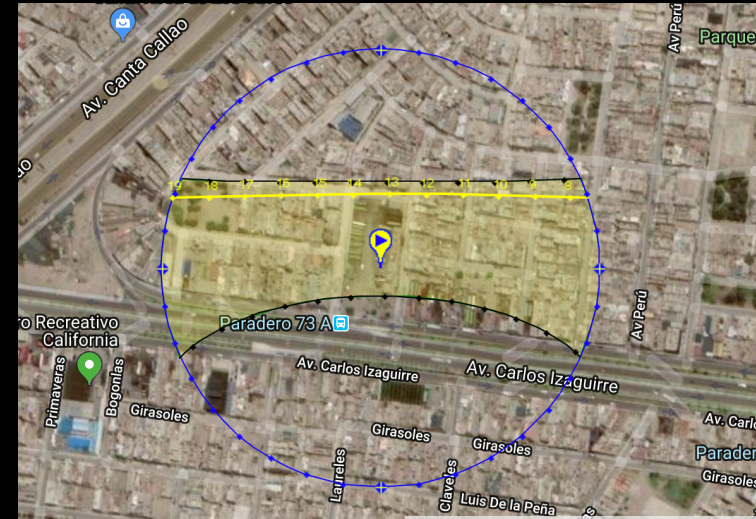 Av Perú
Parque
Av. Canta Callao
19 18 17 16 15 14 13 12 11 10 9 8
ro Recreativo
California
Paradero 73 A
Av Perú
Av. Carlos Izaguirre
Av. Carlos Izaguirre
Primaveras
Bogonlas
Girasoles
Girasoles
Girasoles
Av. Carlo
Parader
Girasoles
Laureles
Claveles
Luis De la Peña